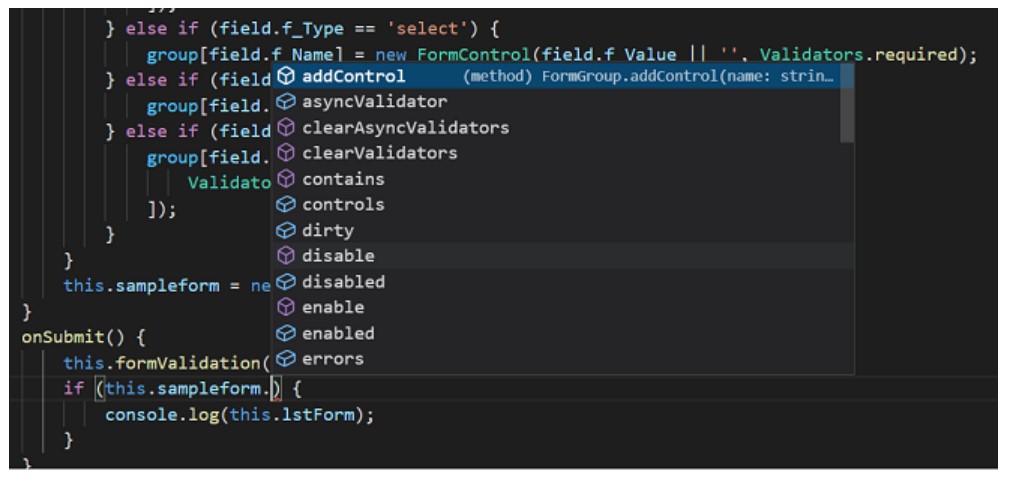 ]);
} else if (field.f_Type == 'select') {
group[field.f_Name] = new FormControl(field.f_Value || '', Validators.required);
} else if (field
group[field.
} else if (field
group[field.
Validato
]);
}
}
this.sampleform = ne
}
onSubmit() {
this.formValidation(
if (this.sampleform.) {
console.log(this.lstForm);
}
}
addControl (method) FormGroup.addControl(name: strin…
asyncValidator
clearAsyncValidators
clearValidators
contains
controls
dirty
disable
disabled
enable
enabled
errors